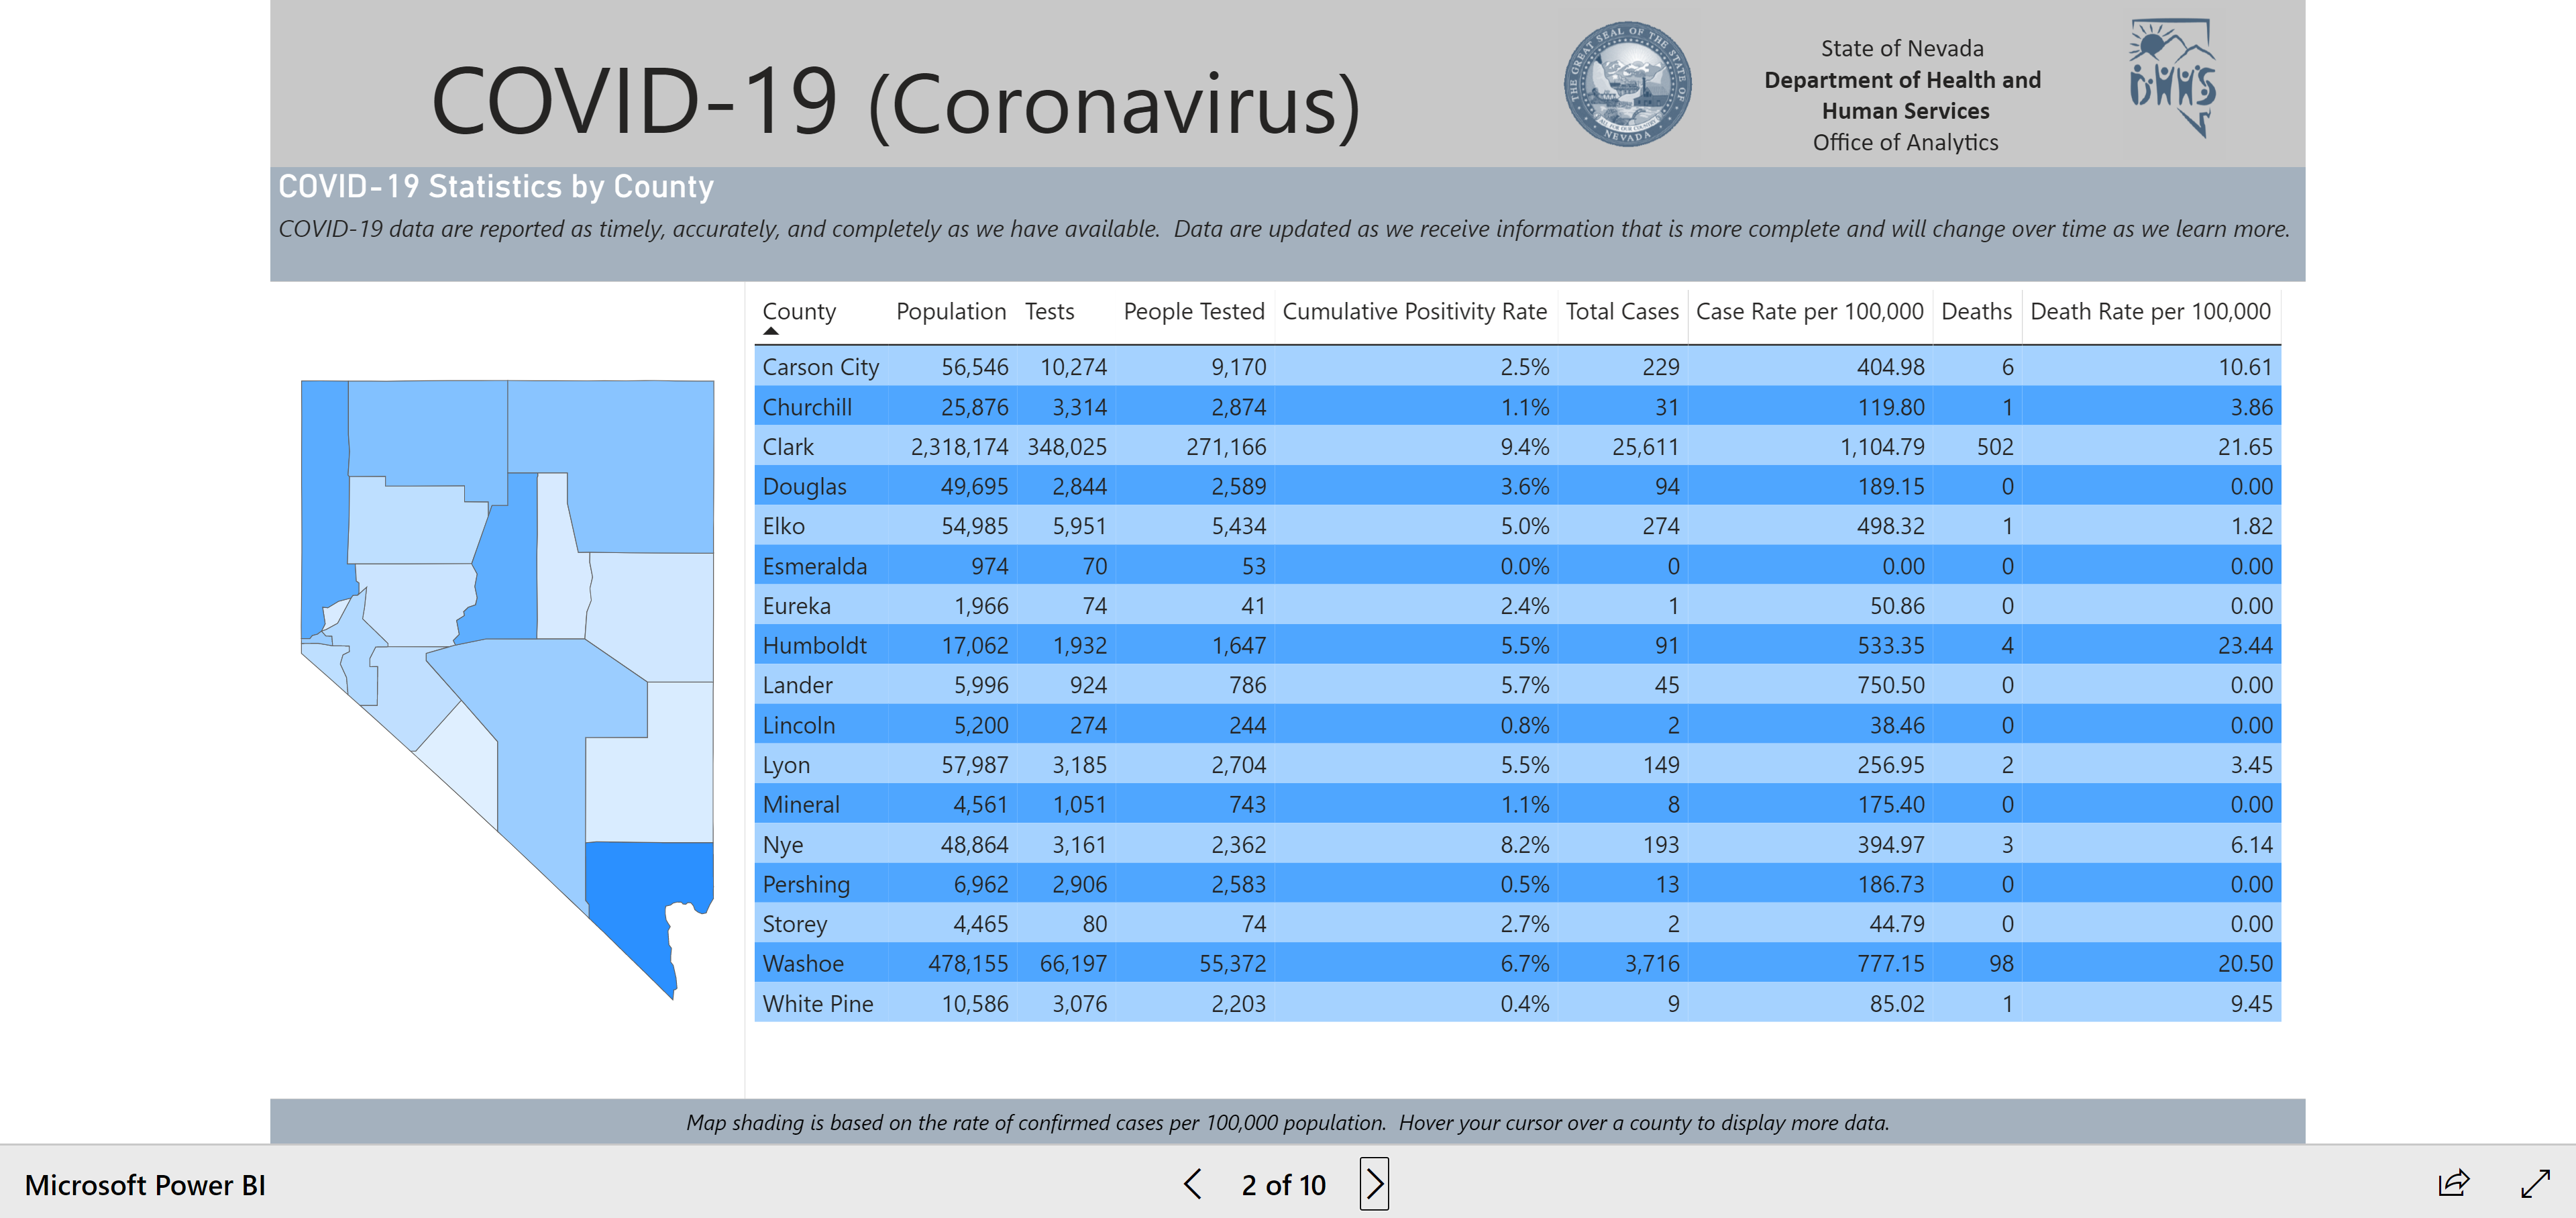 COVID-19 (Coronavirus)
THE GREAT SEAL OF THE STATE OF
ALL FOR OUR COUNTRY
NEVADA
State of Nevada
Department of Health and
Human Services
Office of Analytics
DHHS
COVID-19 Statistics by County
COVID-19 data are reported as timely, accurately, and completely as we have available.  Data are updated as we receive information that is more complete and will change over time as we learn more.
County Population Tests People Tested Cumulative Positivity Rate Total Cases Case Rate per 100,000 Deaths Death Rate per 100,000
Carson City 56,546 10,274 9,170 2.5% 229 404.98 6 10.61
Churchill 25,876 3,314 2,874 1.1% 31 119.80 1 3.86
Clark 2,318,174 348,025 271,166 9.4% 25,611 1,104.79 502 21.65
Douglas 49,695 2,844 2,589 3.6% 94 189.15 0 0.00
Elko 54,985 5,951 5,434 5.0% 274 498.32 1 1.82
Esmeralda 974 70 53 0.0% 0 0.00 0 0.00
Eureka 1,966 74 41 2.4% 1 50.86 0 0.00
Humboldt 17,062 1,932 1,647 5.5% 91 533.35 4 23.44
Lander 5,996 924 786 5.7% 45 750.50 0 0.00
Lincoln 5,200 274 244 0.8% 2 38.46 0 0.00
Lyon 57,987 3,185 2,704 5.5% 149 256.95 2 3.45
Mineral 4,561 1,051 743 1.1% 8 175.40 0 0.00
Nye 48,864 3,161 2,362 8.2% 193 394.97 3 6.14
Pershing 6,962 2,906 2,583 0.5% 13 186.73 0 0.00
Storey 4,465 80 74 2.7% 2 44.79 0 0.00
Washoe 478,155 66,197 55,372 6.7% 3,716 777.15 98 20.50
White Pine 10,586 3,076 2,203 0.4% 9 85.02 1 9.45
Map shading is based on the rate of confirmed cases per 100,000 population.  Hover your cursor over a county to display more data.
Microsoft Power BI
2 of 10